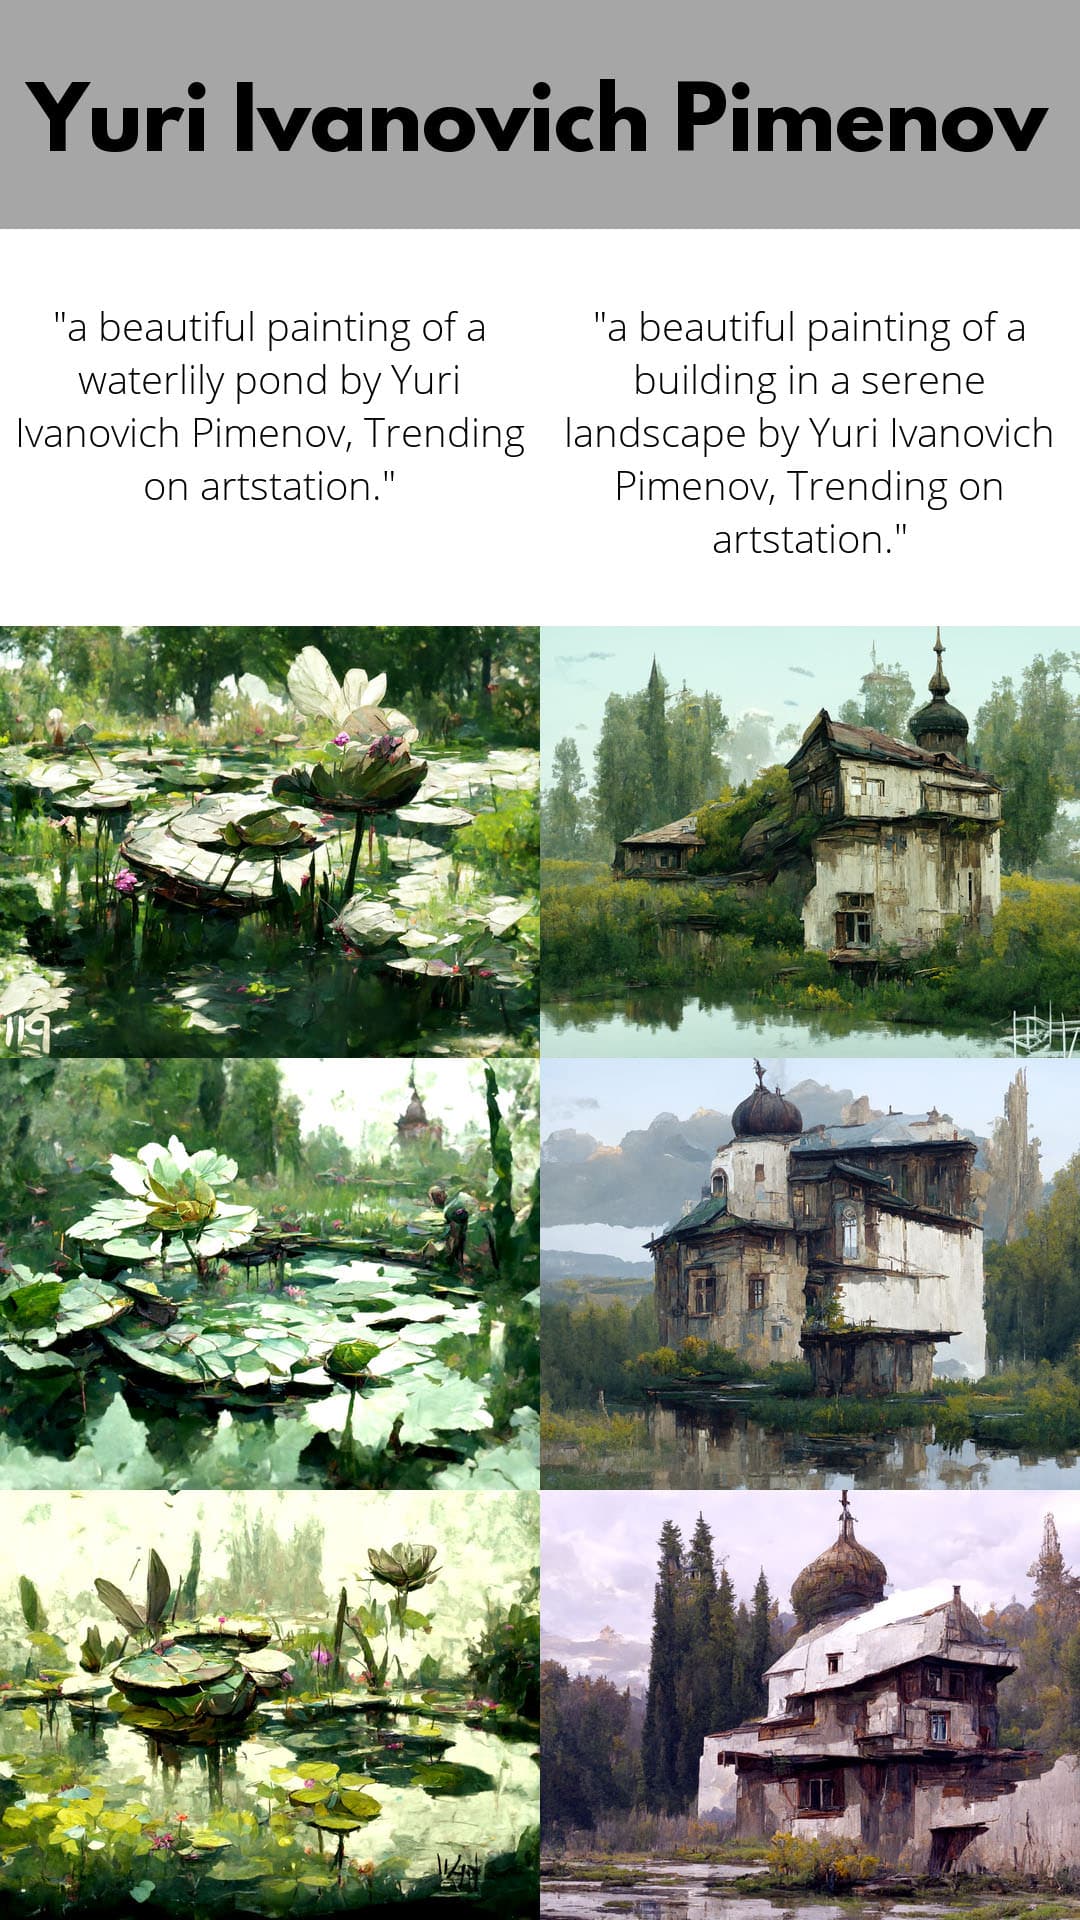 Yuri Ivanovich Pimenov
"a beautiful painting of a
waterlily pond by Yuri
Ivanovich Pimenov, Trending
on artstation."
"a beautiful painting of a
building in a serene
landscape by Yuri Ivanovich
Pimenov, Trending on
artstation."